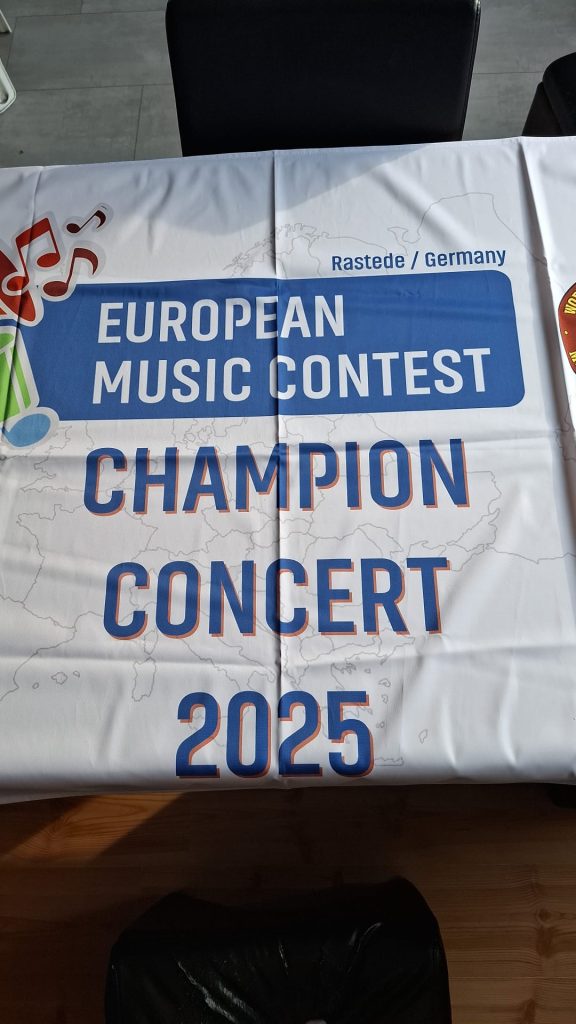 Rastede / Germany
EUROPEAN
MUSIC CONTEST
CHAMPION
CONCERT
2025